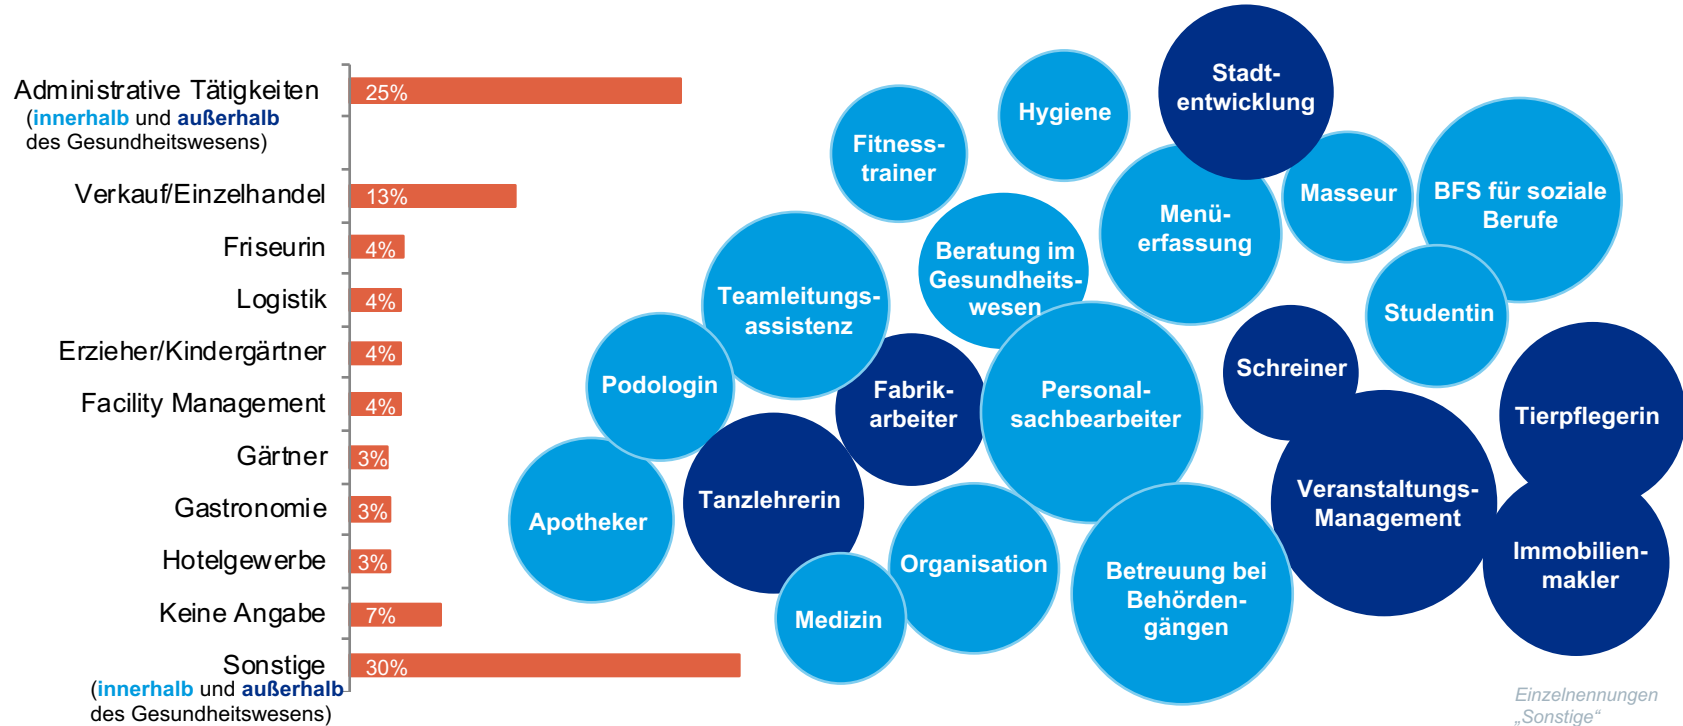 Administrative Tätigkeiten
(innerhalb und außerhalb
des Gesundheitswesens)
25%
Verkauf/Einzelhandel
13%
Friseurin
4%
Logistik
4%
Erzieher/Kindergärtner
4%
Facility Management
4%
Gärtner
3%
Gastronomie
3%
Hotelgewerbe
3%
Keine Angabe
7%
Sonstige
30%
(innerhalb und außerhalb
des Gesundheitswesens)
Stadt-
entwicklung
Hygiene
Fitness-
trainer
Masseur
BFS für soziale
Berufe
Menü-
erfassung
Beratung im
Gesundheits-
wesen
Teamleitungs-
assistenz
Studentin
Schreiner
Podologin
Fabrik-
arbeiter
Personal-
sachbearbeiter
Tierpflegerin
Tanzlehrerin
Veranstaltungs-
Management
Apotheker
Organisation
Betreuung bei
Behörden-
gängen
Immobilien-
makler
Medizin
Einzelnennungen
„Sonstige“